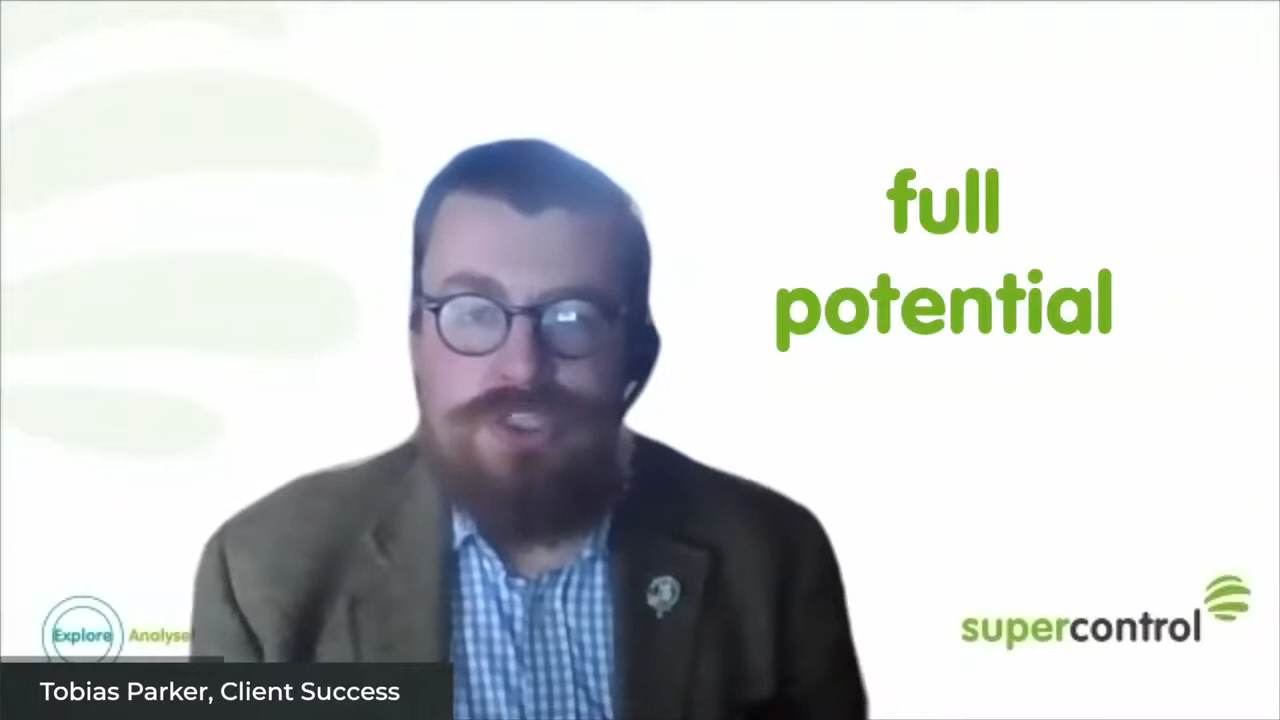 full
potential
Explore Analyse
supercontrol
Tobias Parker, Client Success